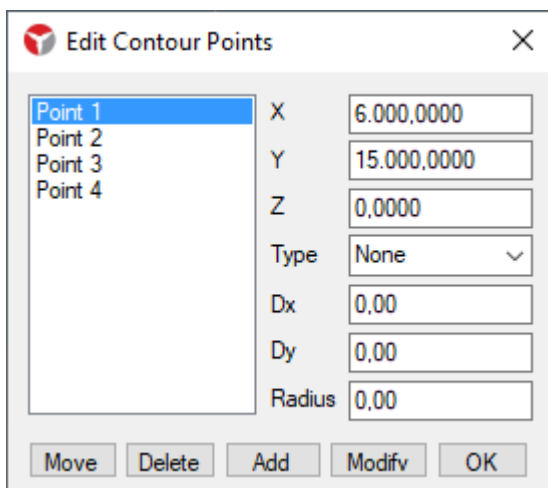 Edit Contour Points
Point 1
Point 2
Point 3
Point 4
X 6.000,0000
Y 15.000,0000
Z 0,0000
Type None
Dx 0,00
Dy 0,00
Radius 0,00
Move Delete Add Modify OK